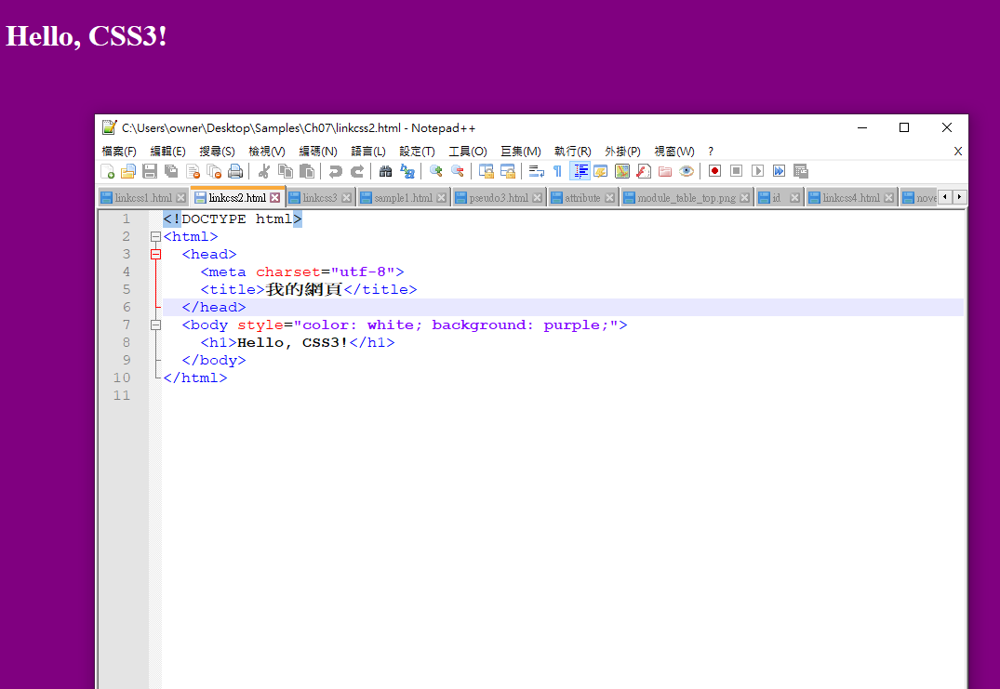 Hello, CSS3!
C:\Users\owner\Desktop\Samples\Ch07\linkcss2.html - Notepad++
檔案(F) 編輯(E) 搜尋(S) 檢視(V) 編碼(N) 語言(L) 設定(T) 工具(O) 巨集(M) 執行(R) 外掛(P) 視窗(W) ? X
linkcss1.html linkcss2.html linkcss3 sample1.html pseudo3.html attribute module_table_top.png id linkcss4.html nove
1 <!DOCTYPE html>
2 <html>
3 <head>
4 <meta charset="utf-8">
5 <title>我的網頁</title>
6 </head>
7 <body style="color: white; background: purple;">
8 <h1>Hello, CSS3!</h1>
9 </body>
10 </html>
11